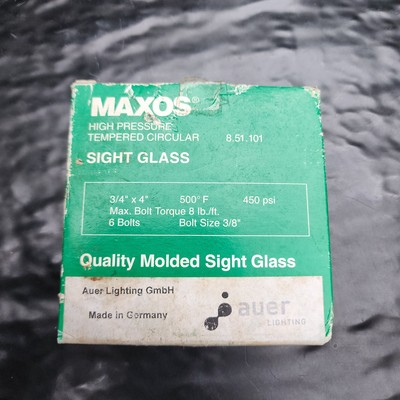 MAXOS®
HIGH PRESSURE
TEMPERED CIRCULAR 8.51.101
SIGHT GLASS
3/4" x 4" 500° F 450 psi
Max. Bolt Torque 8 lb./ft.
6 Bolts Bolt Size 3/8"
Quality Molded Sight Glass
Auer Lighting GmbH
Made in Germany
auer
LIGHTING